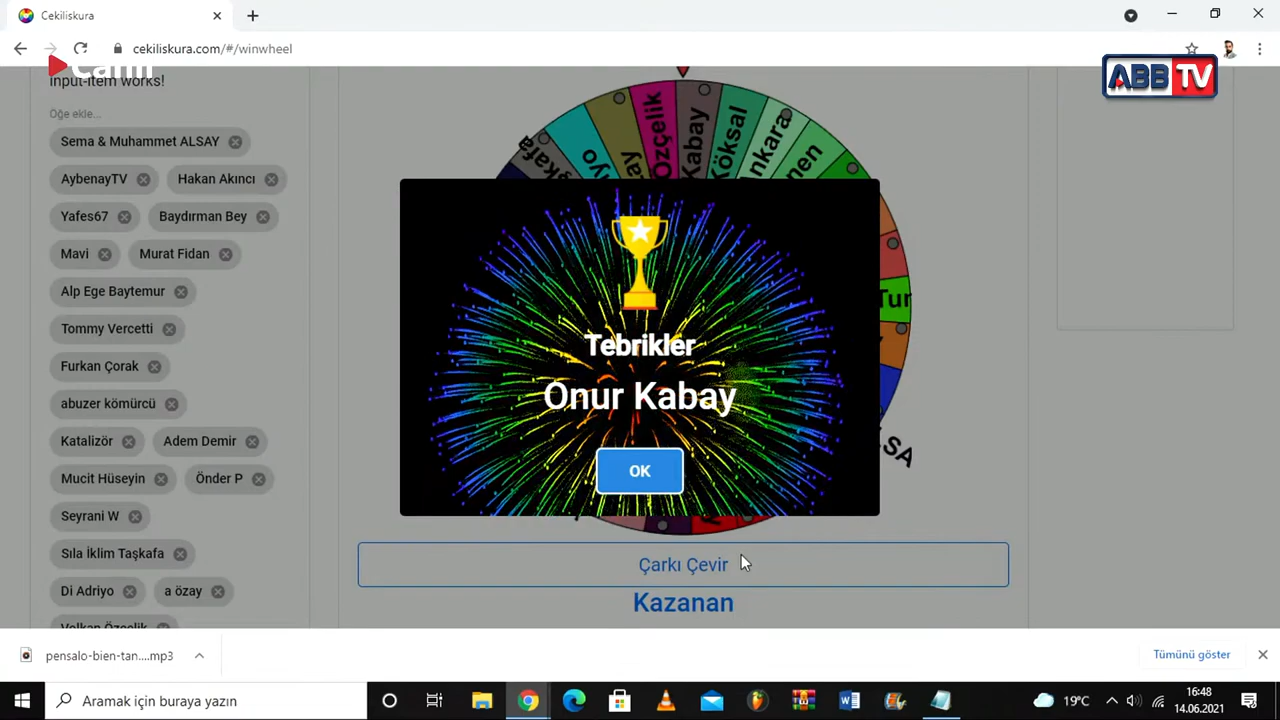 Cekiliskura
cekiliskura.com/#/winwheel
Canlı
ABB TV
input-item works!
Öğe ekle...
Sema & Muhammet ALSAY
AybenayTV
Hakan Akıncı
Yafes67
Baydırman Bey
Mavi
Murat Fidan
Alp Ege Baytemur
Tommy Vercetti
Furkan Çorak
abuzer kömürcü
Katalizör
Adem Demir
Mucit Hüseyin
Önder P
Seyrani W
Sıla İklim Taşkafa
Di Adriyo
a özay
Volkan Özçelik
Özçelik
Kabay
Köksal
Tebrikler
Onur Kabay
OK
Çarkı Çevir
Kazanan
pensalo-bien-tan....mp3
Tümünü göster
Aramak için buraya yazın
19°C
16:48
14.06.2021